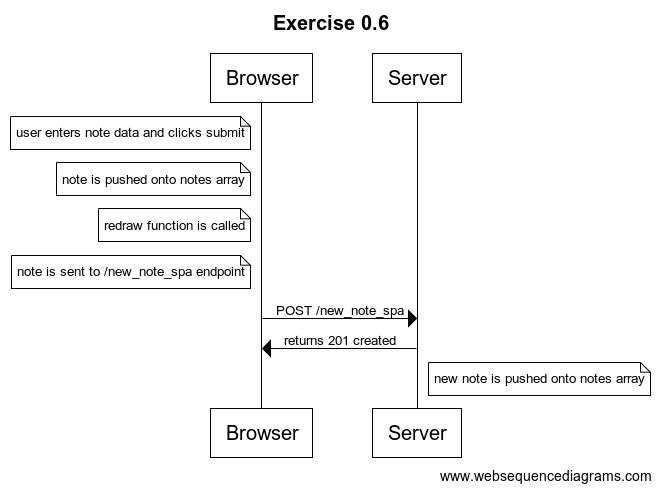 Exercise 0.6
Browser
Server
user enters note data and clicks submit
note is pushed onto notes array
redraw function is called
note is sent to /new_note_spa endpoint
POST /new_note_spa
returns 201 created
new note is pushed onto notes array
Browser
Server
www.websequencediagrams.com